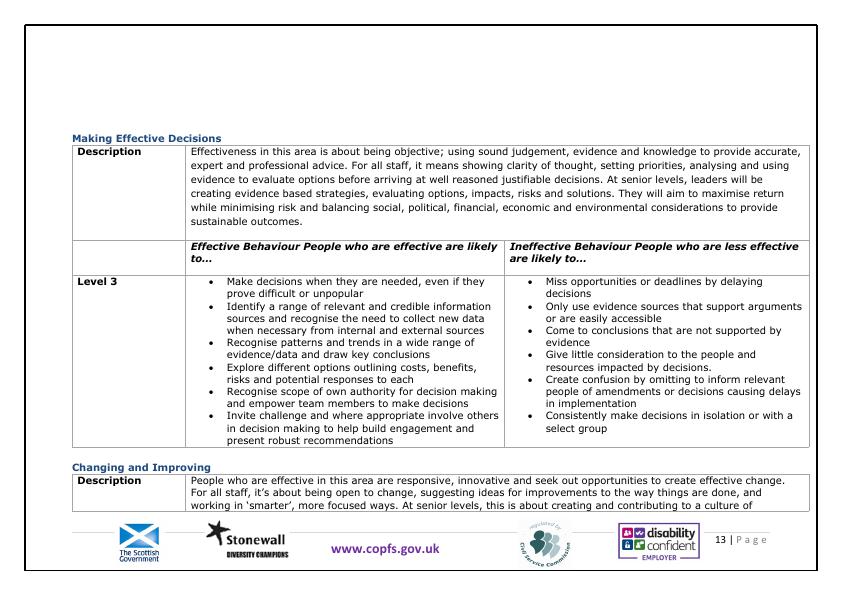 Making Effective Decisions
Description
Effectiveness in this area is about being objective; using sound judgement, evidence and knowledge to provide accurate,
expert and professional advice. For all staff, it means showing clarity of thought, setting priorities, analysing and using
evidence to evaluate options before arriving at well reasoned justifiable decisions. At senior levels, leaders will be
creating evidence based strategies, evaluating options, impacts, risks and solutions. They will aim to maximise return
while minimising risk and balancing social, political, financial, economic and environmental considerations to provide
sustainable outcomes.
Effective Behaviour People who are effective are likely
to…
Ineffective Behaviour People who are less effective
are likely to…
Level 3
• Make decisions when they are needed, even if they
prove difficult or unpopular
• Identify a range of relevant and credible information
sources and recognise the need to collect new data
when necessary from internal and external sources
• Recognise patterns and trends in a wide range of
evidence/data and draw key conclusions
• Explore different options outlining costs, benefits,
risks and potential responses to each
• Recognise scope of own authority for decision making
and empower team members to make decisions
• Invite challenge and where appropriate involve others
in decision making to help build engagement and
present robust recommendations
• Miss opportunities or deadlines by delaying
decisions
• Only use evidence sources that support arguments
or are easily accessible
• Come to conclusions that are not supported by
evidence
• Give little consideration to the people and
resources impacted by decisions.
• Create confusion by omitting to inform relevant
people of amendments or decisions causing delays
in implementation
• Consistently make decisions in isolation or with a
select group
Changing and Improving
Description
People who are effective in this area are responsive, innovative and seek out opportunities to create effective change.
For all staff, it's about being open to change, suggesting ideas for improvements to the way things are done, and
working in 'smarter', more focused ways. At senior levels, this is about creating and contributing to a culture of
The Scottish
Government
Stonewall
DIVERSITY CHAMPIONS
www.copfs.gov.uk
regulated by
Civil Service Commission
disability
confident
EMPLOYER
13 | Page